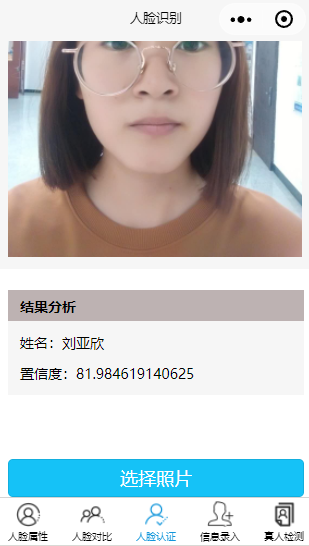 人脸识别
结果分析
姓名：刘亚欣
置信度：81.984619140625
选择照片
人脸属性
人脸对比
人脸认证
信息录入
真人检测